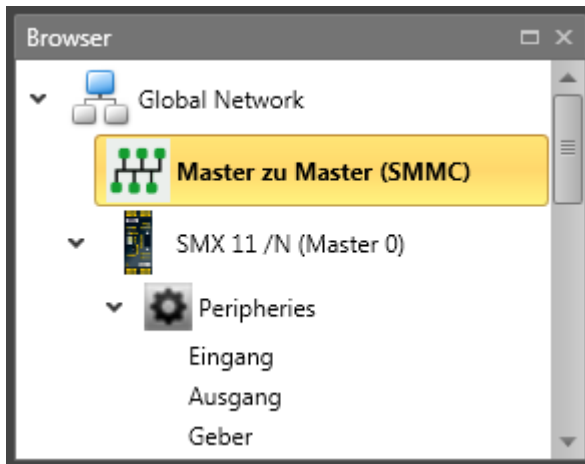 Browser
Global Network
Master zu Master (SMMC)
SMX 11 /N (Master 0)
Peripheries
Eingang
Ausgang
Geber